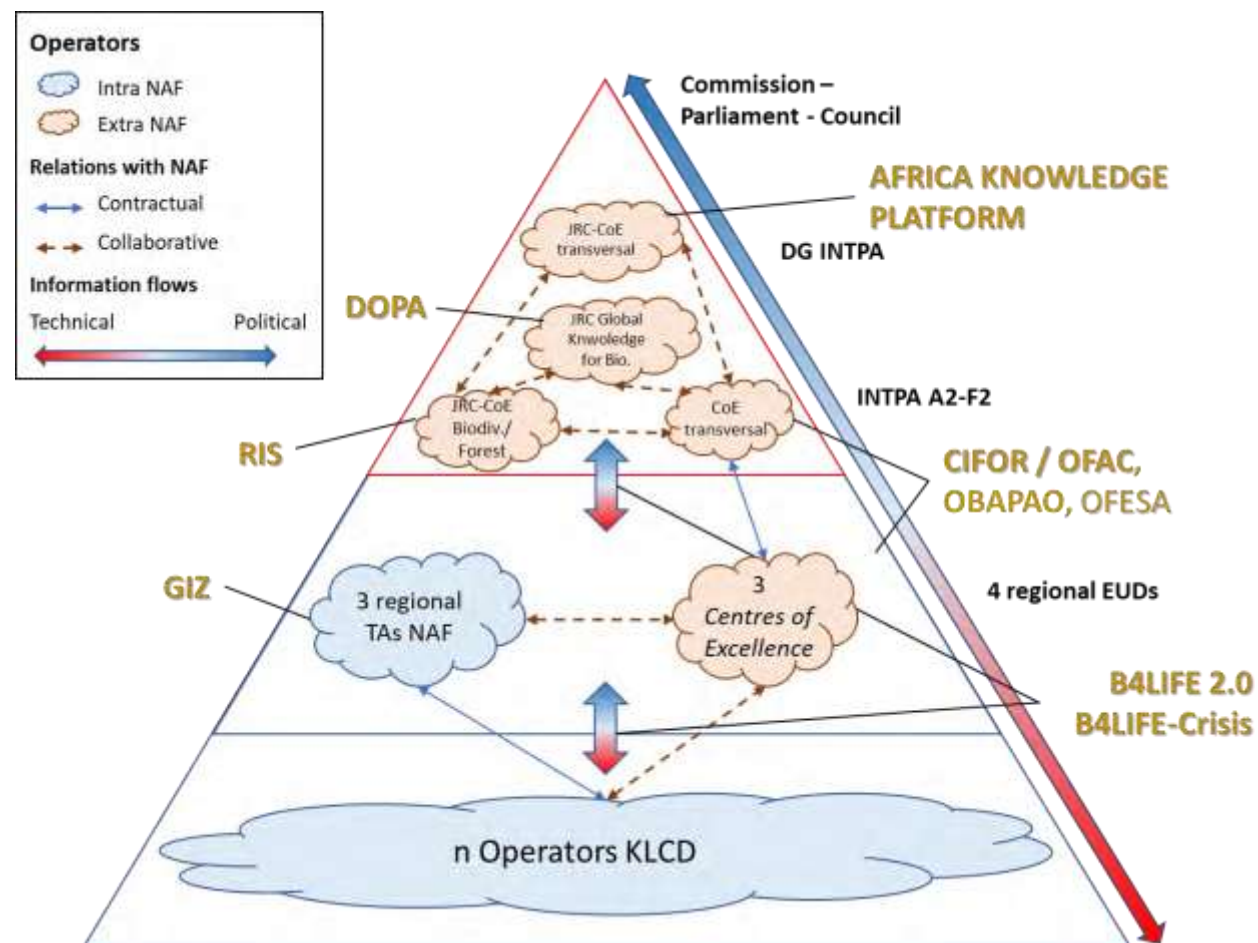 Operators
Intra NAF
Extra NAF
Relations with NAF
Contractual
Collaborative
Information flows
Technical Political
Commission –
Parliament - Council
AFRICA KNOWLEDGE
PLATFORM
DG INTPA
JRC-CoE
transversal
DOPA
JRC Global
Knwoledge
for Bio.
INTPA A2-F2
JRC-CoE
Biodiv./
Forest
CoE
transversal
RIS
CIFOR / OFAC,
OBAPAO, OFESA
GIZ
3 regional
TAs NAF
3
Centres of
Excellence
4 regional EUDs
B4LIFE 2.0
B4LIFE-Crisis
n Operators KLCD